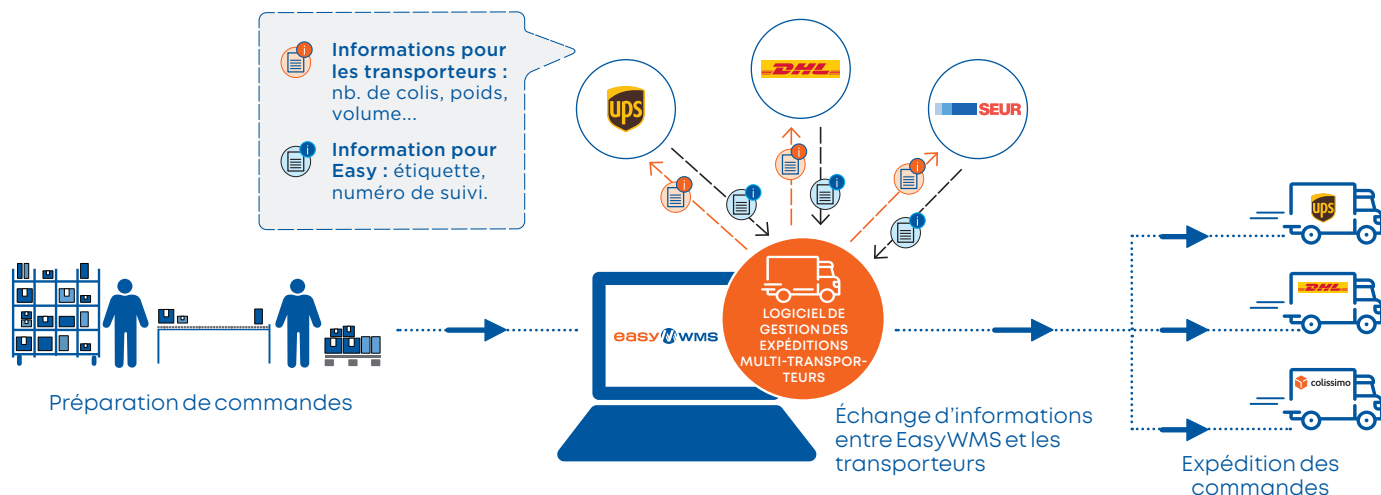 Informations pour
les transporteurs :
nb. de colis, poids,
volume...
Information pour
Easy : étiquette,
numéro de suivi.
ups
DHL
SEUR
easy WMS
LOGICIEL DE
GESTION DES
EXPÉDITIONS
MULTI-TRANSPOR-
TEURS
Préparation de commandes
Échange d'informations
entre EasyWMS et les
transporteurs
ups
DHL
colissimo
Expédition des
commandes